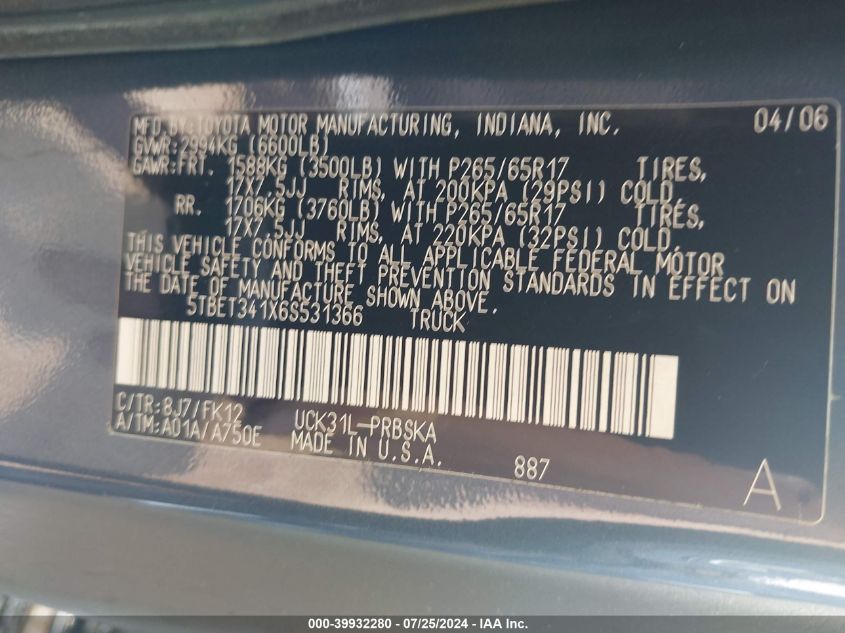 MFD.BY:TOYOTA MOTOR MANUFACTURING, INDIANA, INC. 04/06
GVWR:2994KG (6600LB)
GAWR:FRT. 1588KG (3500LB) WITH P265/65R17 TIRES,
17X7.5JJ RIMS, AT 200KPA (29PSI) COLD.
RR. 1706KG (3760LB) WITH P265/65R17 TIRES,
17X7.5JJ RIMS, AT 220KPA (32PSI) COLD.
THIS VEHICLE CONFORMS TO ALL APPLICABLE FEDERAL MOTOR
VEHICLE SAFETY AND THEFT PREVENTION STANDARDS IN EFFECT ON
THE DATE OF MANUFACTURE SHOWN ABOVE.
5TBET341X6S531366 TRUCK
C/TR:8J7/FK12 UCK31L-PRBSKA
A/TM:A01A/A750E MADE IN U.S.A. 887 A
000-39932280 - 07/25/2024 - IAA Inc.